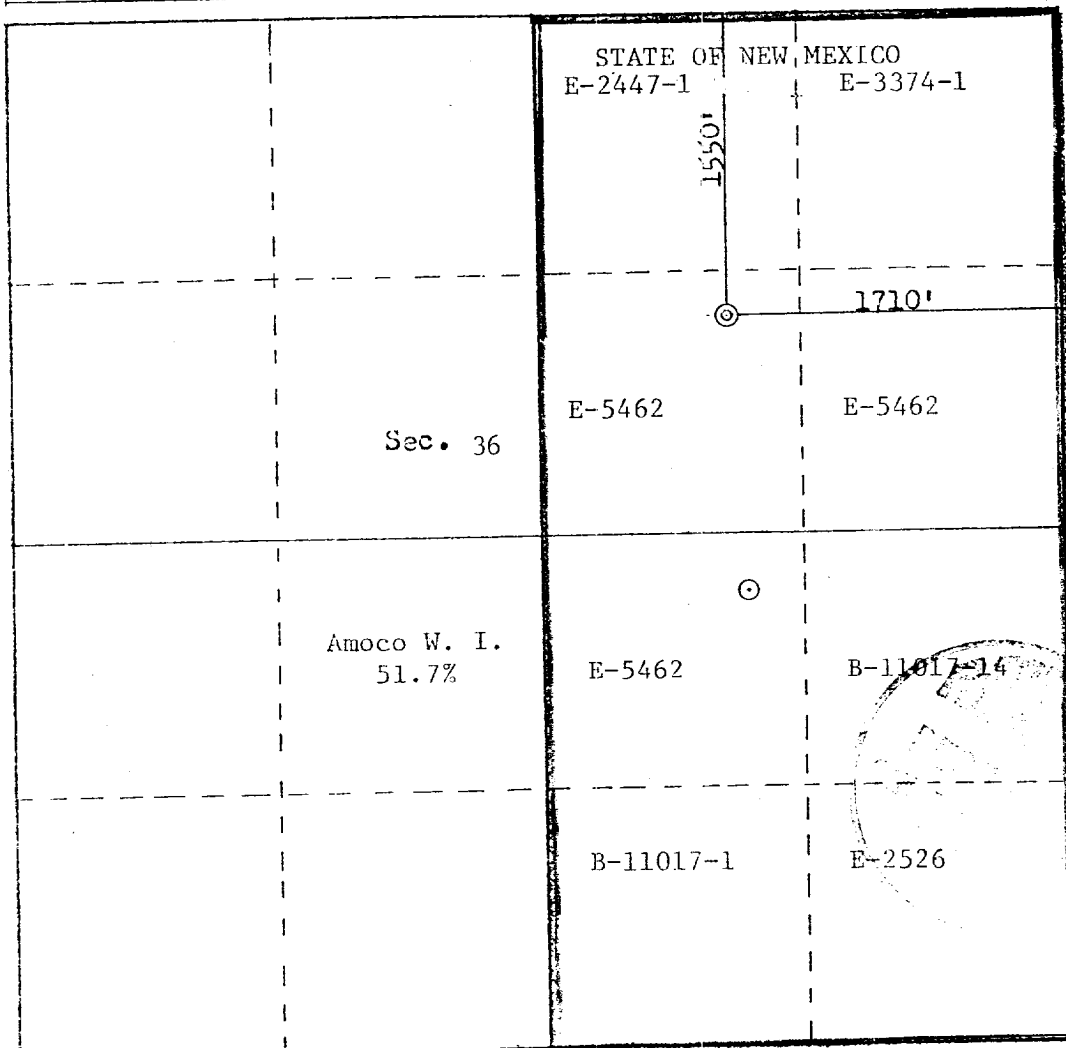 STATE OF NEW MEXICO
E-2447-1 E-3374-1
1550'
1710'
E-5462 E-5462
Sec. 36
Amoco W. I.
51.7%
E-5462 B-11017-14
B-11017-1 E-2526